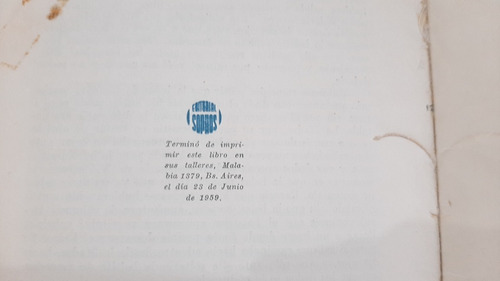 EDITORIAL
SOPHOS
Terminó de impri-
mir este libro en
sus talleres, Mala-
bia 1379, Bs. Aires,
el día 23 de Junio
de 1959.